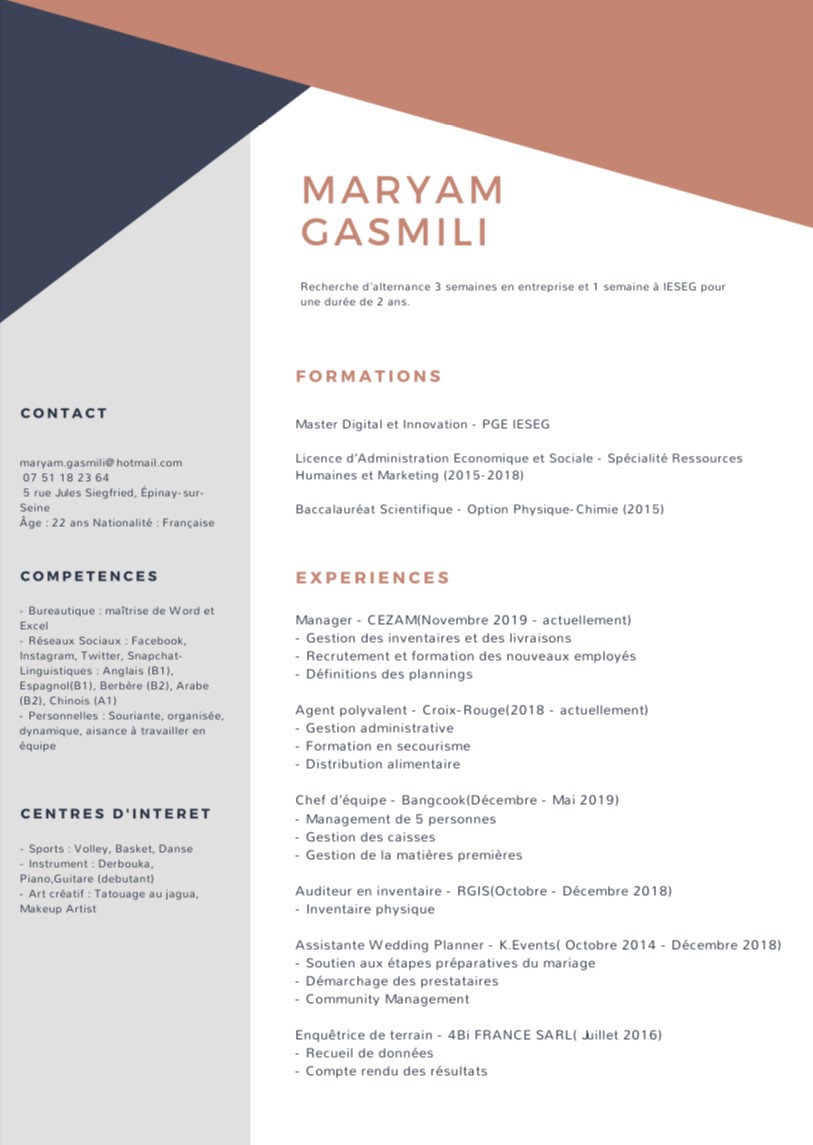 MARYAM
GASMILI
Recherche d'alternance 3 semaines en entreprise et 1 semaine à IESEG pour
une durée de 2 ans.
CONTACT
maryam.gasmili@hotmail.com
07 51 18 23 64
5 rue Jules Siegfried, Épinay-sur-
Seine
Âge : 22 ans Nationalité : Française
COMPETENCES
- Bureautique : maîtrise de Word et
Excel
- Réseaux Sociaux : Facebook,
Instagram, Twitter, Snapchat-
Linguistiques : Anglais (B1),
Espagnol(B1), Berbère (B2), Arabe
(B2), Chinois (A1)
- Personnelles : Souriante, organisée,
dynamique, aisance à travailler en
équipe
CENTRES D'INTERET
- Sports : Volley, Basket, Danse
- Instrument : Derbouka,
Piano,Guitare (debutant)
- Art créatif : Tatouage au jagua,
Makeup Artist
FORMATIONS
Master Digital et Innovation - PGE IESEG
Licence d'Administration Economique et Sociale - Spécialité Ressources
Humaines et Marketing (2015-2018)
Baccalauréat Scientifique - Option Physique-Chimie (2015)
EXPERIENCES
Manager - CEZAM(Novembre 2019 - actuellement)
- Gestion des inventaires et des livraisons
- Recrutement et formation des nouveaux employés
- Définitions des plannings
Agent polyvalent - Croix-Rouge(2018 - actuellement)
- Gestion administrative
- Formation en secourisme
- Distribution alimentaire
Chef d'équipe - Bangcook(Décembre - Mai 2019)
- Management de 5 personnes
- Gestion des caisses
- Gestion de la matières premières
Auditeur en inventaire - RGIS(Octobre - Décembre 2018)
- Inventaire physique
Assistante Wedding Planner - K.Events( Octobre 2014 - Décembre 2018)
- Soutien aux étapes préparatives du mariage
- Démarchage des prestataires
- Community Management
Enquêtrice de terrain - 4Bi FRANCE SARL( Juillet 2016)
- Recueil de données
- Compte rendu des résultats